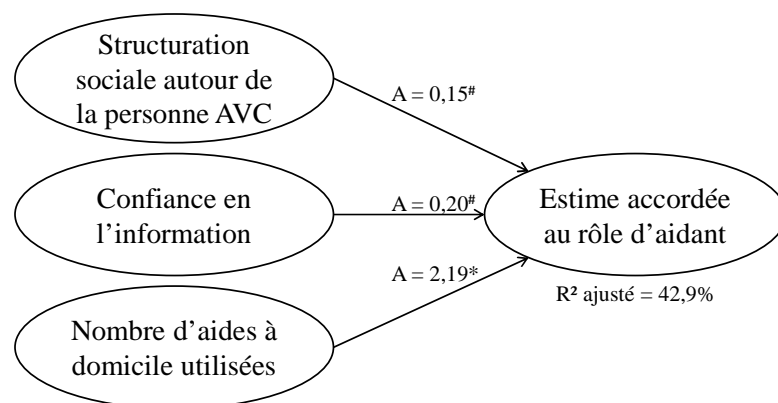 Structuration
sociale autour de
la personne AVC
A = 0,15#
Confiance en
l’information
A = 0,20#
Estime accordée
au rôle d’aidant
A = 2,19*
R² ajusté = 42,9%
Nombre d’aides à
domicile utilisées